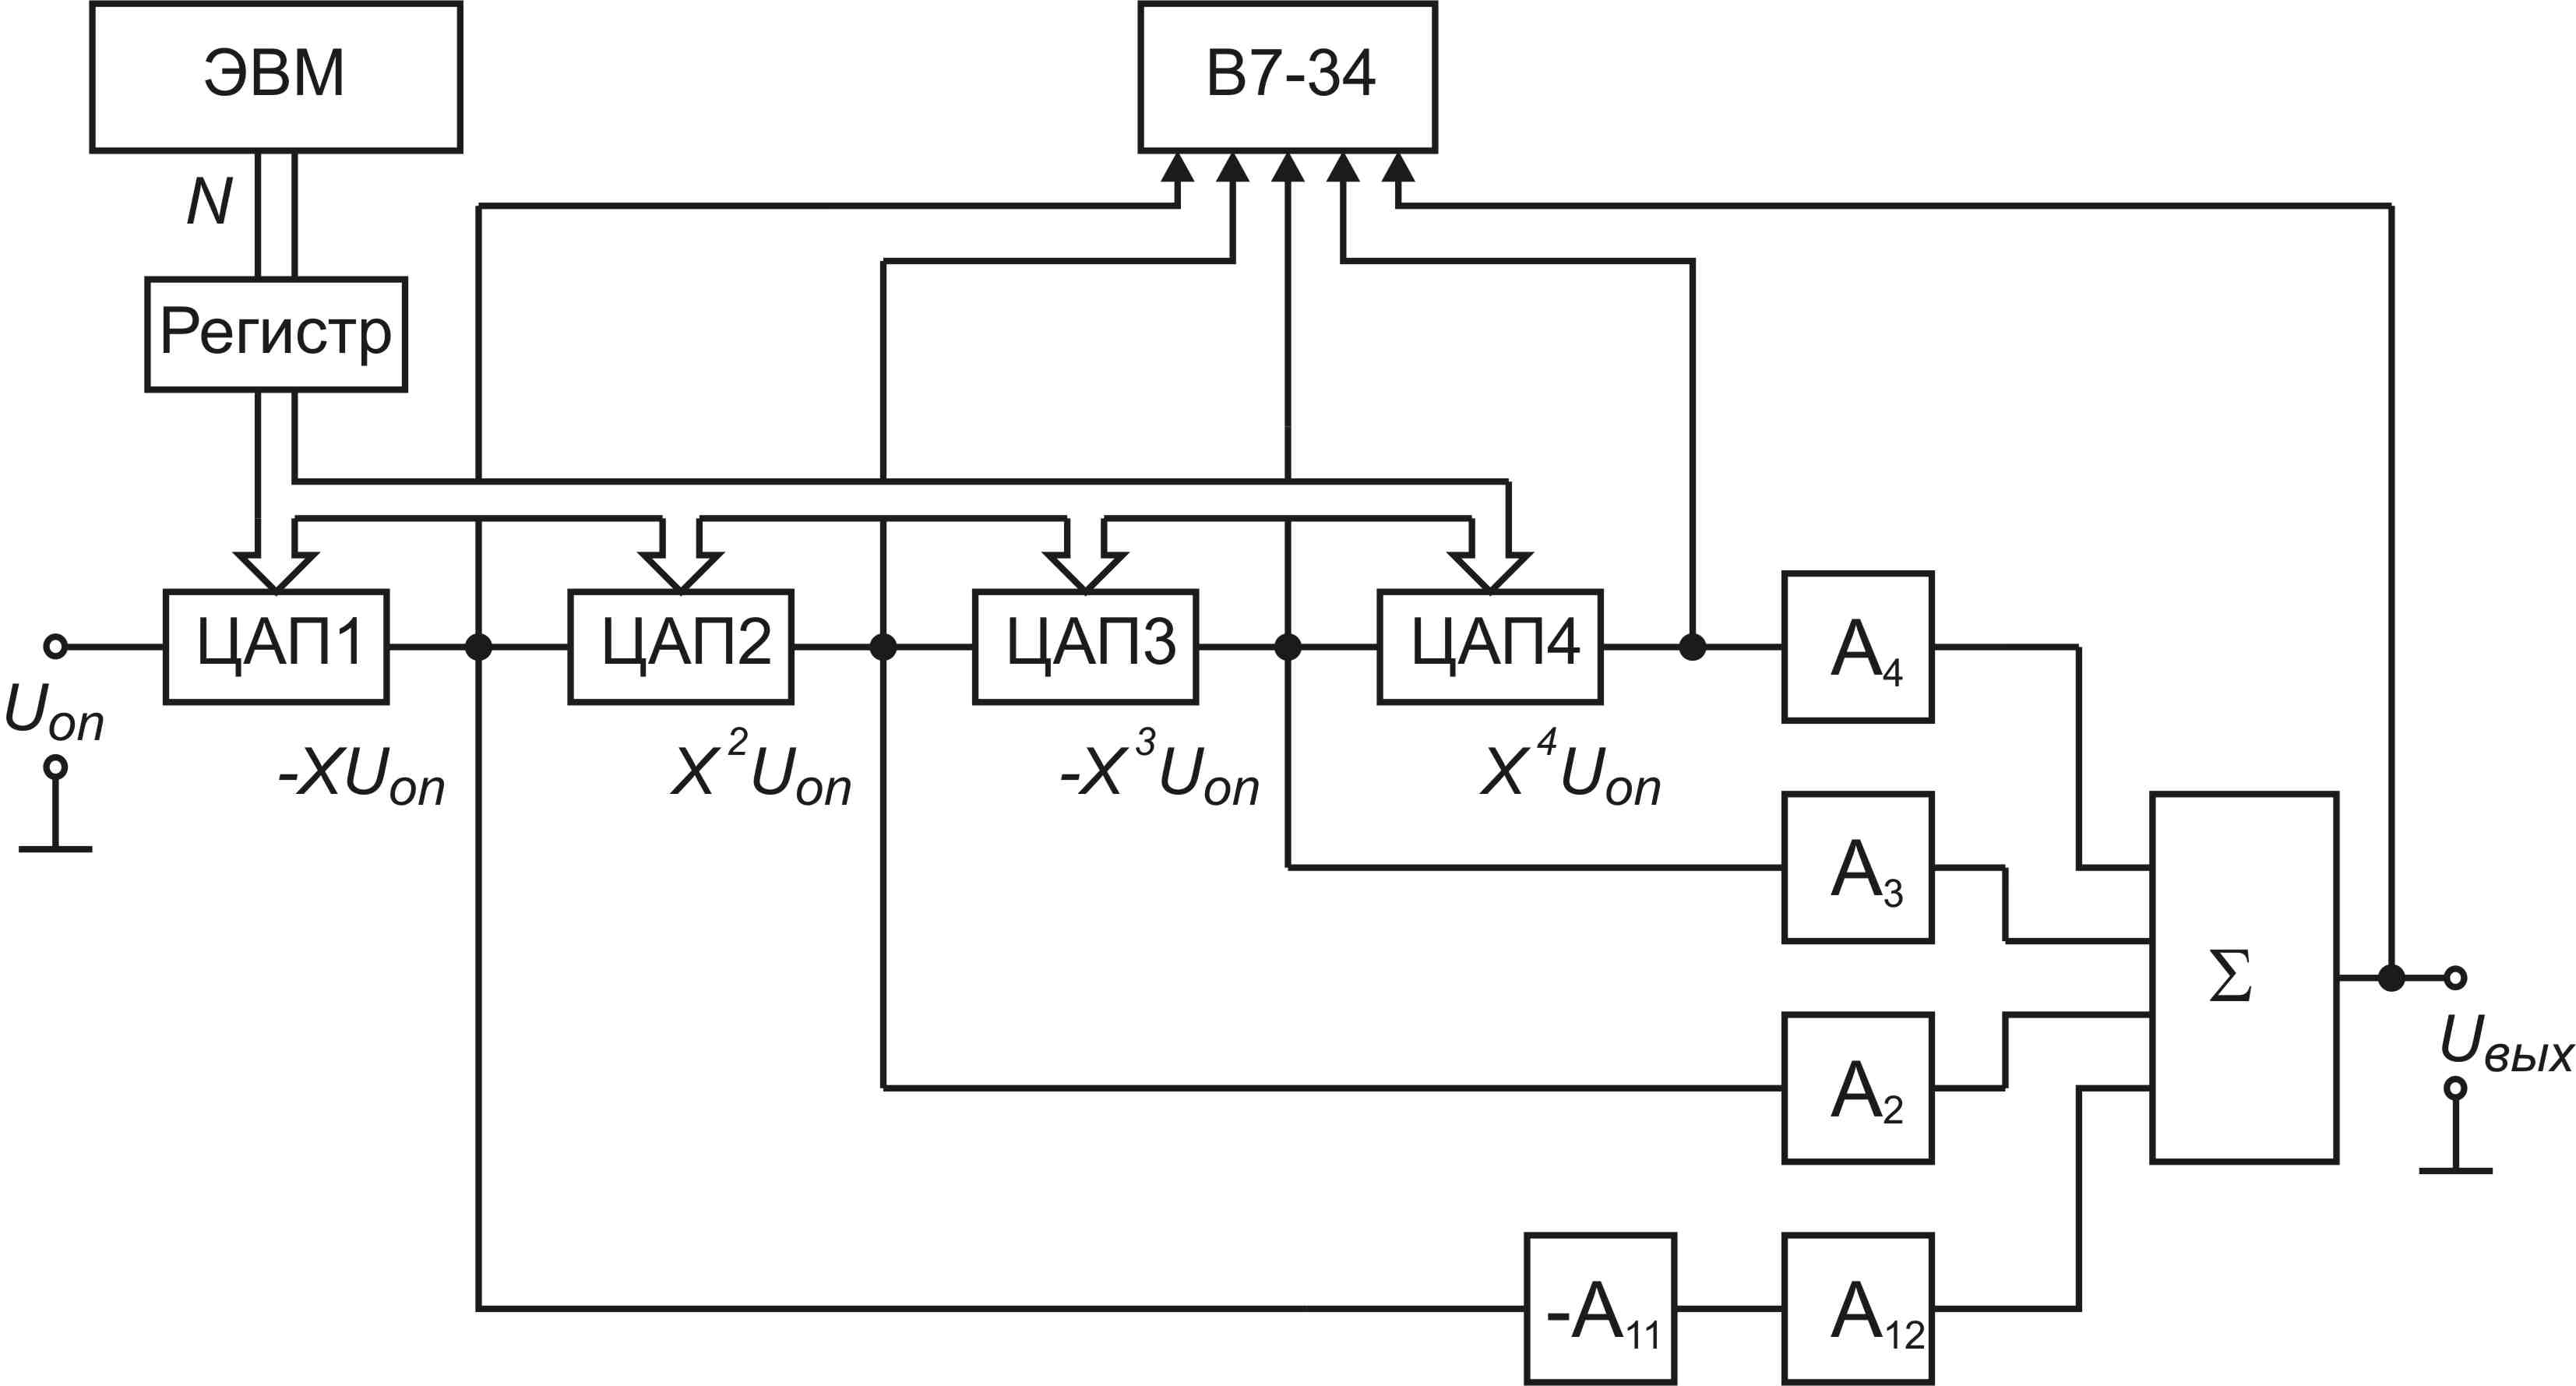 ЭВМ
В7-34
N
Регистр
ЦАП1
ЦАП2
ЦАП3
ЦАП4
A4
Uоп
-XUоп
X²Uоп
-X³Uоп
X⁴Uоп
A3
Σ
Uвых
A2
-A11
A12